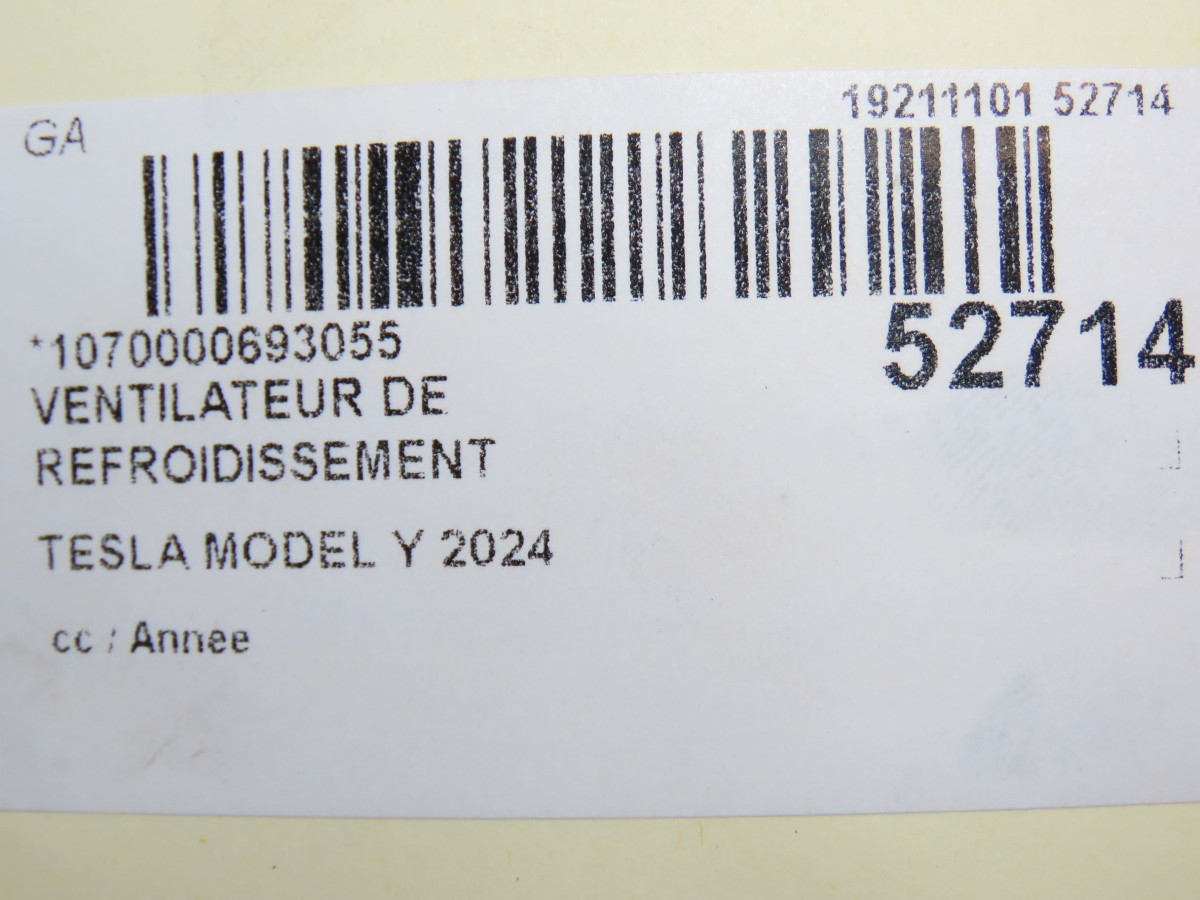 GA
19211101 52714
*1070000693055
52714
VENTILATEUR DE
REFROIDISSEMENT
TESLA MODEL Y 2024
cc / Annee